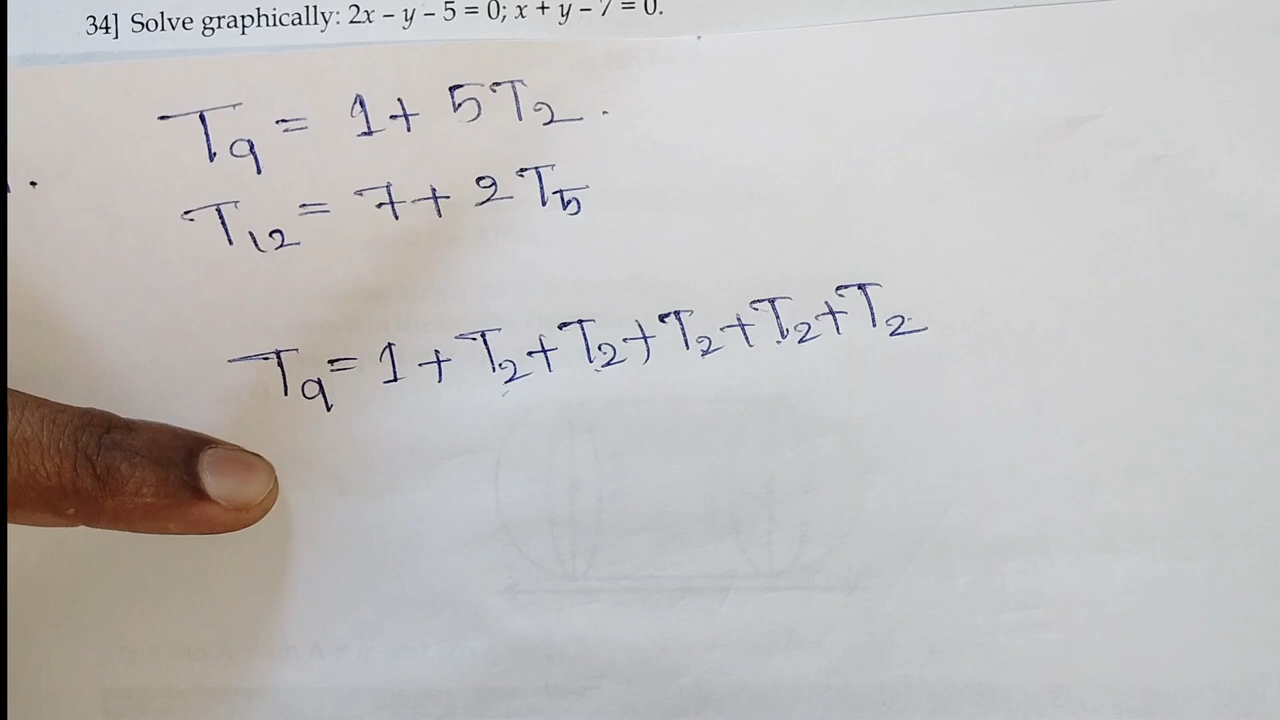 34] Solve graphically: 2x – y – 5 = 0; x + y – 7 = 0.
T₉ = 1 + 5T₂.
T₁₂ = 7 + 2T₅
T₉ = 1 + T₂ + T₂ + T₂ + T₂ + T₂